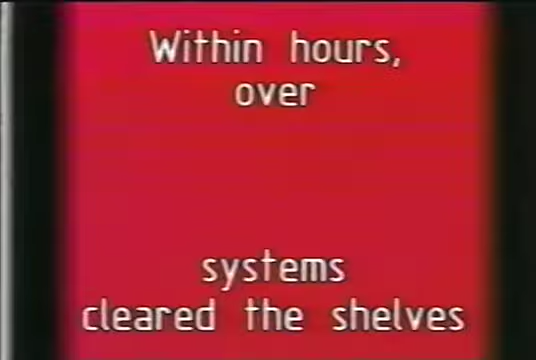 Within hours,
over
systems
cleared the shelves